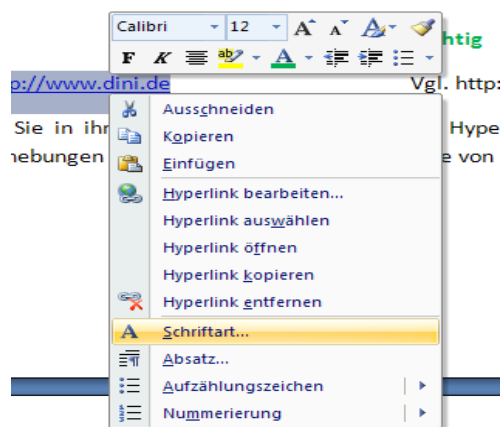 Calibri 12 A A A
htig
F K ab A
p://www.dini.de Vgl. http:
Sie in ihr Hype
nebungen e von
Ausschneiden
Kopieren
Einfügen
Hyperlink bearbeiten...
Hyperlink auswählen
Hyperlink öffnen
Hyperlink kopieren
Hyperlink entfernen
A Schriftart...
Absatz...
Aufzählungszeichen
Nummerierung